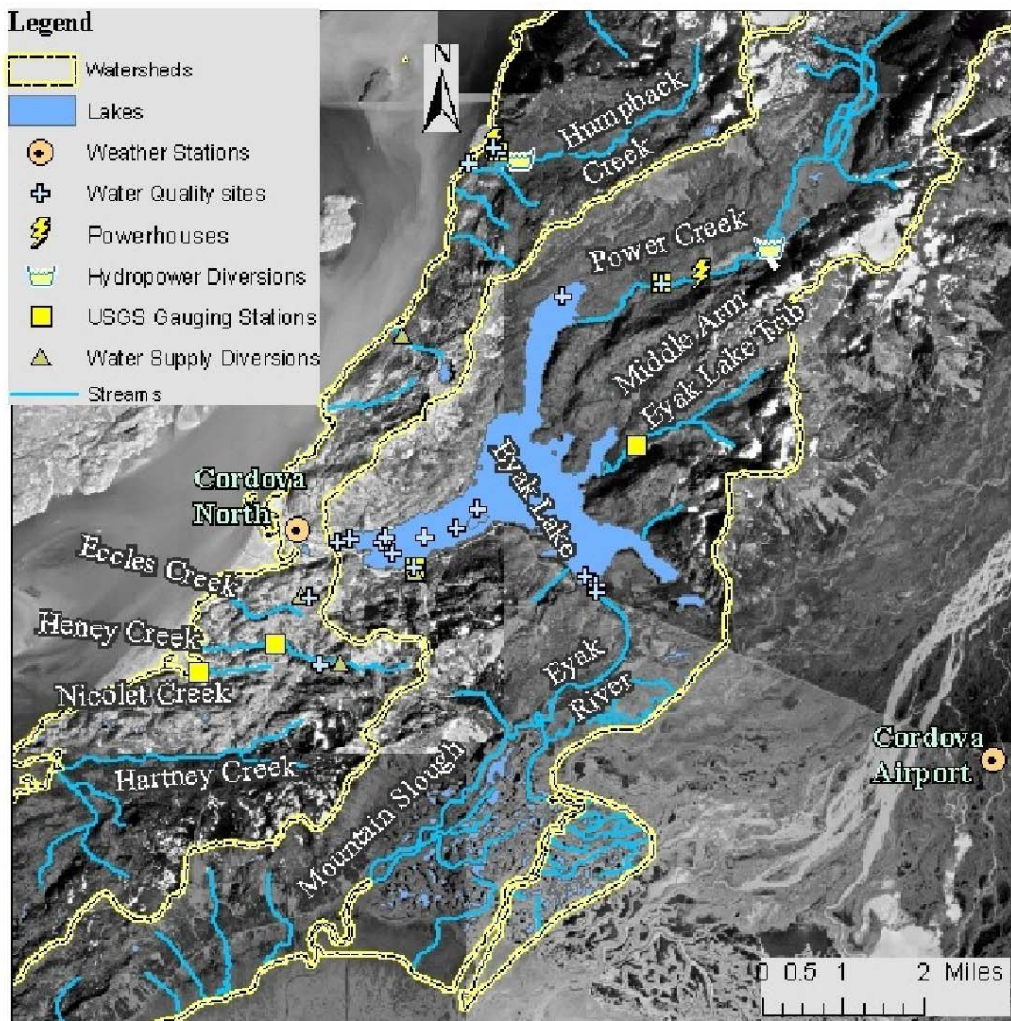 Legend
Watersheds
Lakes
Weather Stations
Water Quality sites
Powerhouses
Hydropower Diversions
USGS Gauging Stations
Water Supply Diversions
Streams
N
Humpback
Creek
Power Creek
Middle Arm
Eyak Lake Trib
Eyak Lake
Cordova
North
Eccles Creek
Heney Creek
Nicolet Creek
Hartney Creek
Eyak
River
Mountain Slough
Cordova
Airport
0 0.5 1 2 Miles